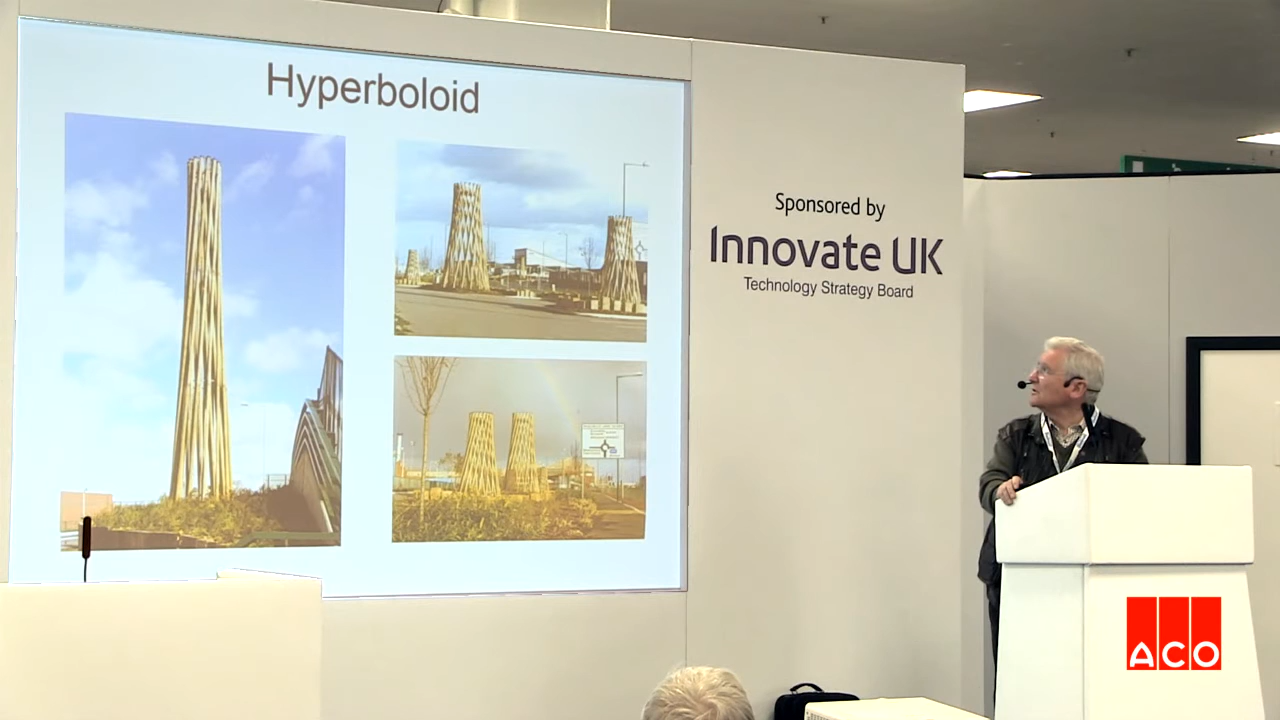 Hyperboloid
Sponsored by
Innovate UK
Technology Strategy Board
ACO